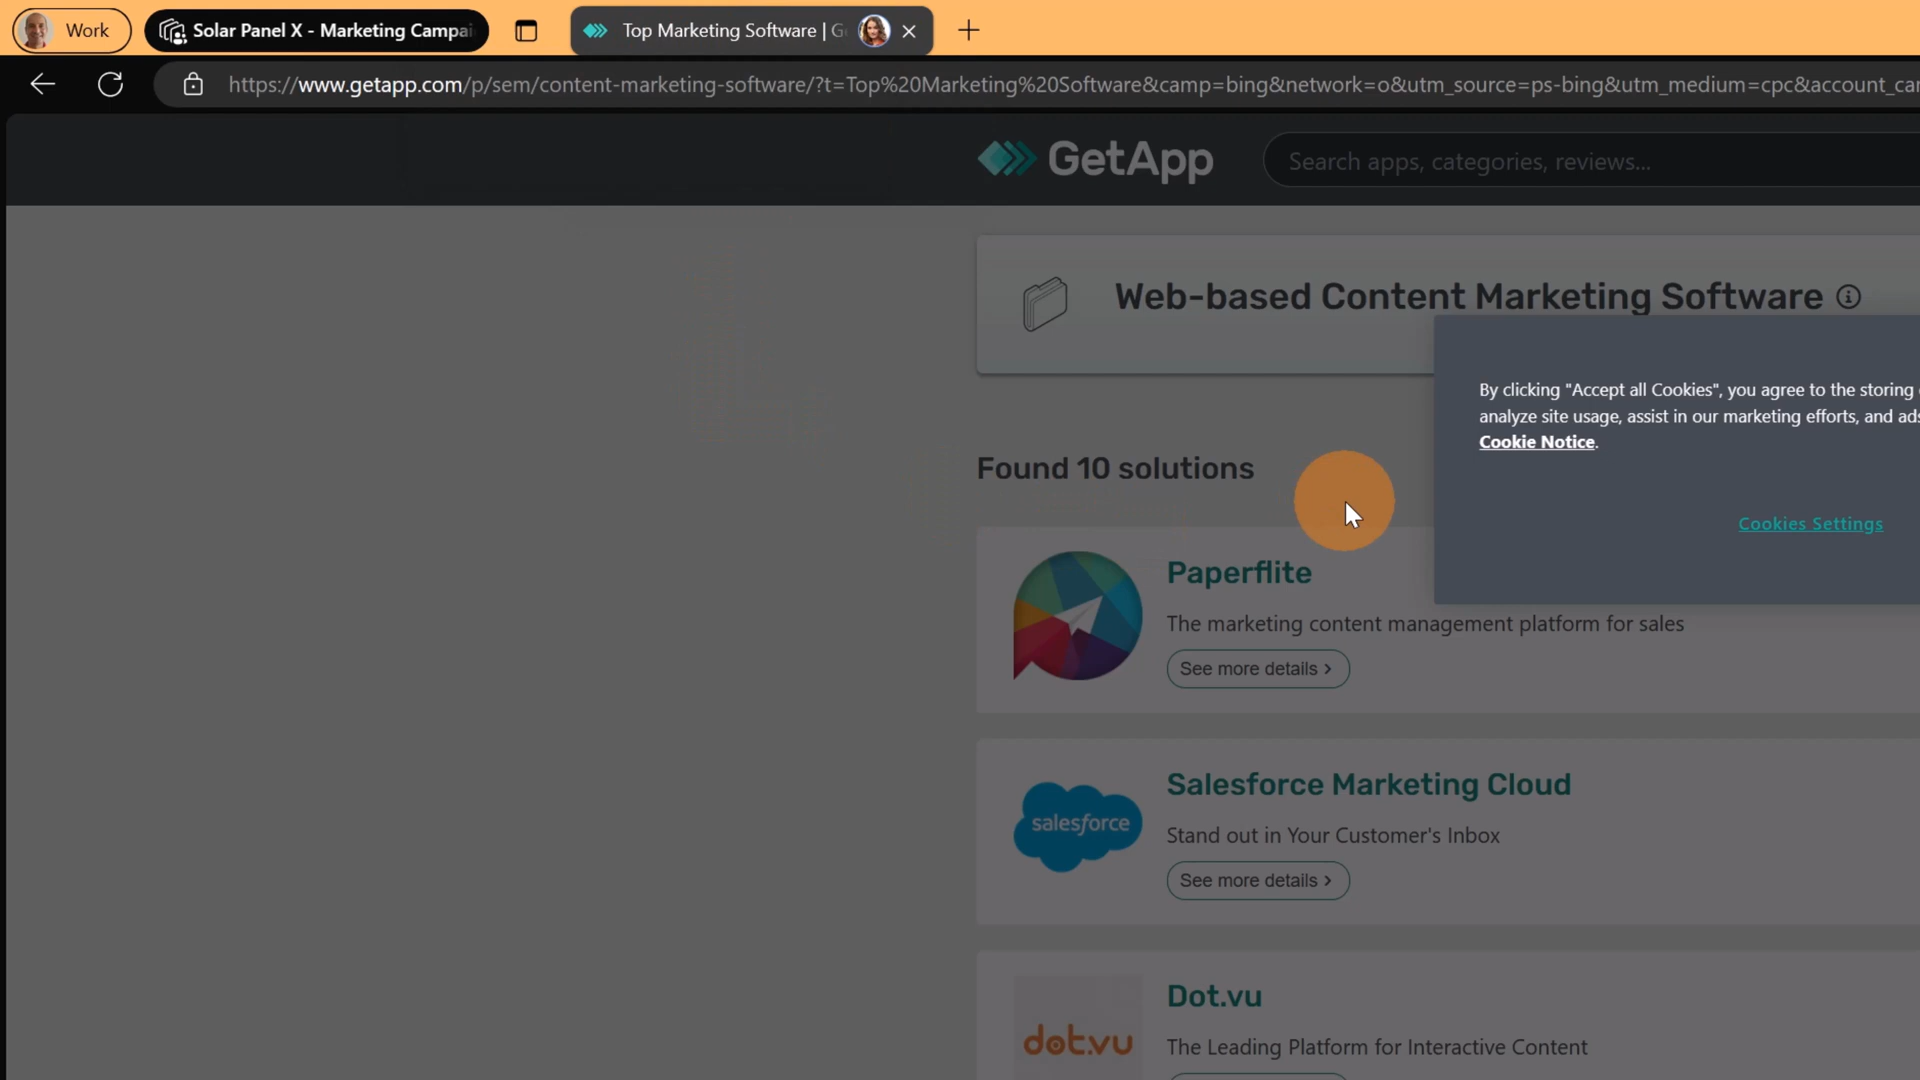 Work
Solar Panel X - Marketing Campai
Top Marketing Software | G
https://www.getapp.com/p/sem/content-marketing-software/?t=Top%20Marketing%20Software&camp=bing&network=o&utm_source=ps-bing&utm_medium=cpc&account_ca
GetApp
Search apps, categories, reviews...
Web-based Content Marketing Software
By clicking "Accept all Cookies", you agree to the storing
analyze site usage, assist in our marketing efforts, and
Cookie Notice.
Found 10 solutions
Cookies Settings
Paperflite
The marketing content management platform for sales
See more details >
Salesforce Marketing Cloud
salesforce
Stand out in Your Customer's Inbox
See more details >
Dot.vu
dot.vu
The Leading Platform for Interactive Content